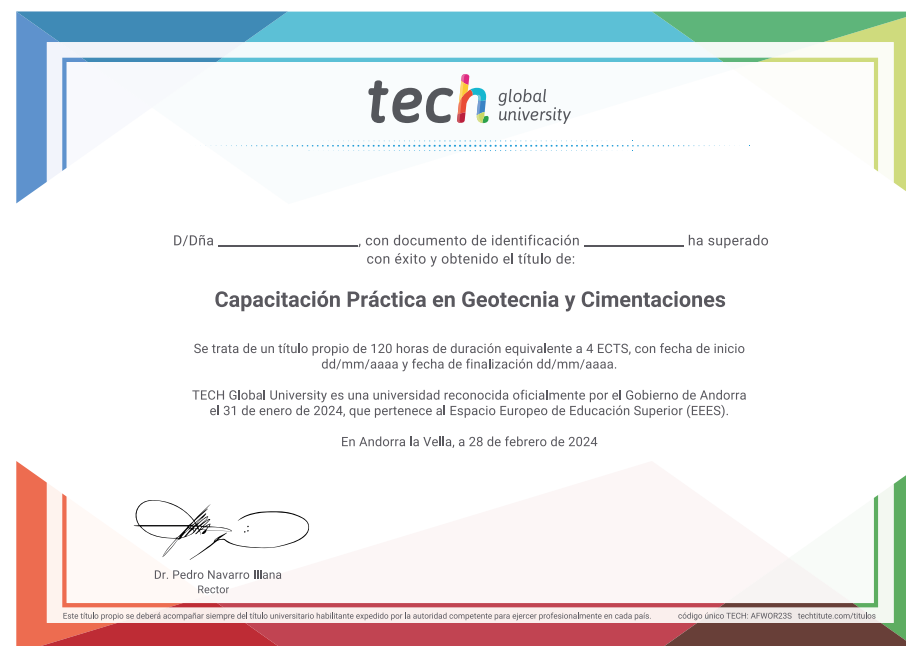 tech global university
D/Dña ____________________, con documento de identificación ______________ ha superado
con éxito y obtenido el título de:
Capacitación Práctica en Geotecnia y Cimentaciones
Se trata de un título propio de 120 horas de duración equivalente a 4 ECTS, con fecha de inicio
dd/mm/aaaa y fecha de finalización dd/mm/aaaa.
TECH Global University es una universidad reconocida oficialmente por el Gobierno de Andorra
el 31 de enero de 2024, que pertenece al Espacio Europeo de Educación Superior (EEES).
En Andorra la Vella, a 28 de febrero de 2024
Dr. Pedro Navarro Illana
Rector
Este título propio se deberá acompañar siempre del título universitario habilitante expedido por la autoridad competente para ejercer profesionalmente en cada país. código único TECH: AFWOR23S techtitute.com/titulos